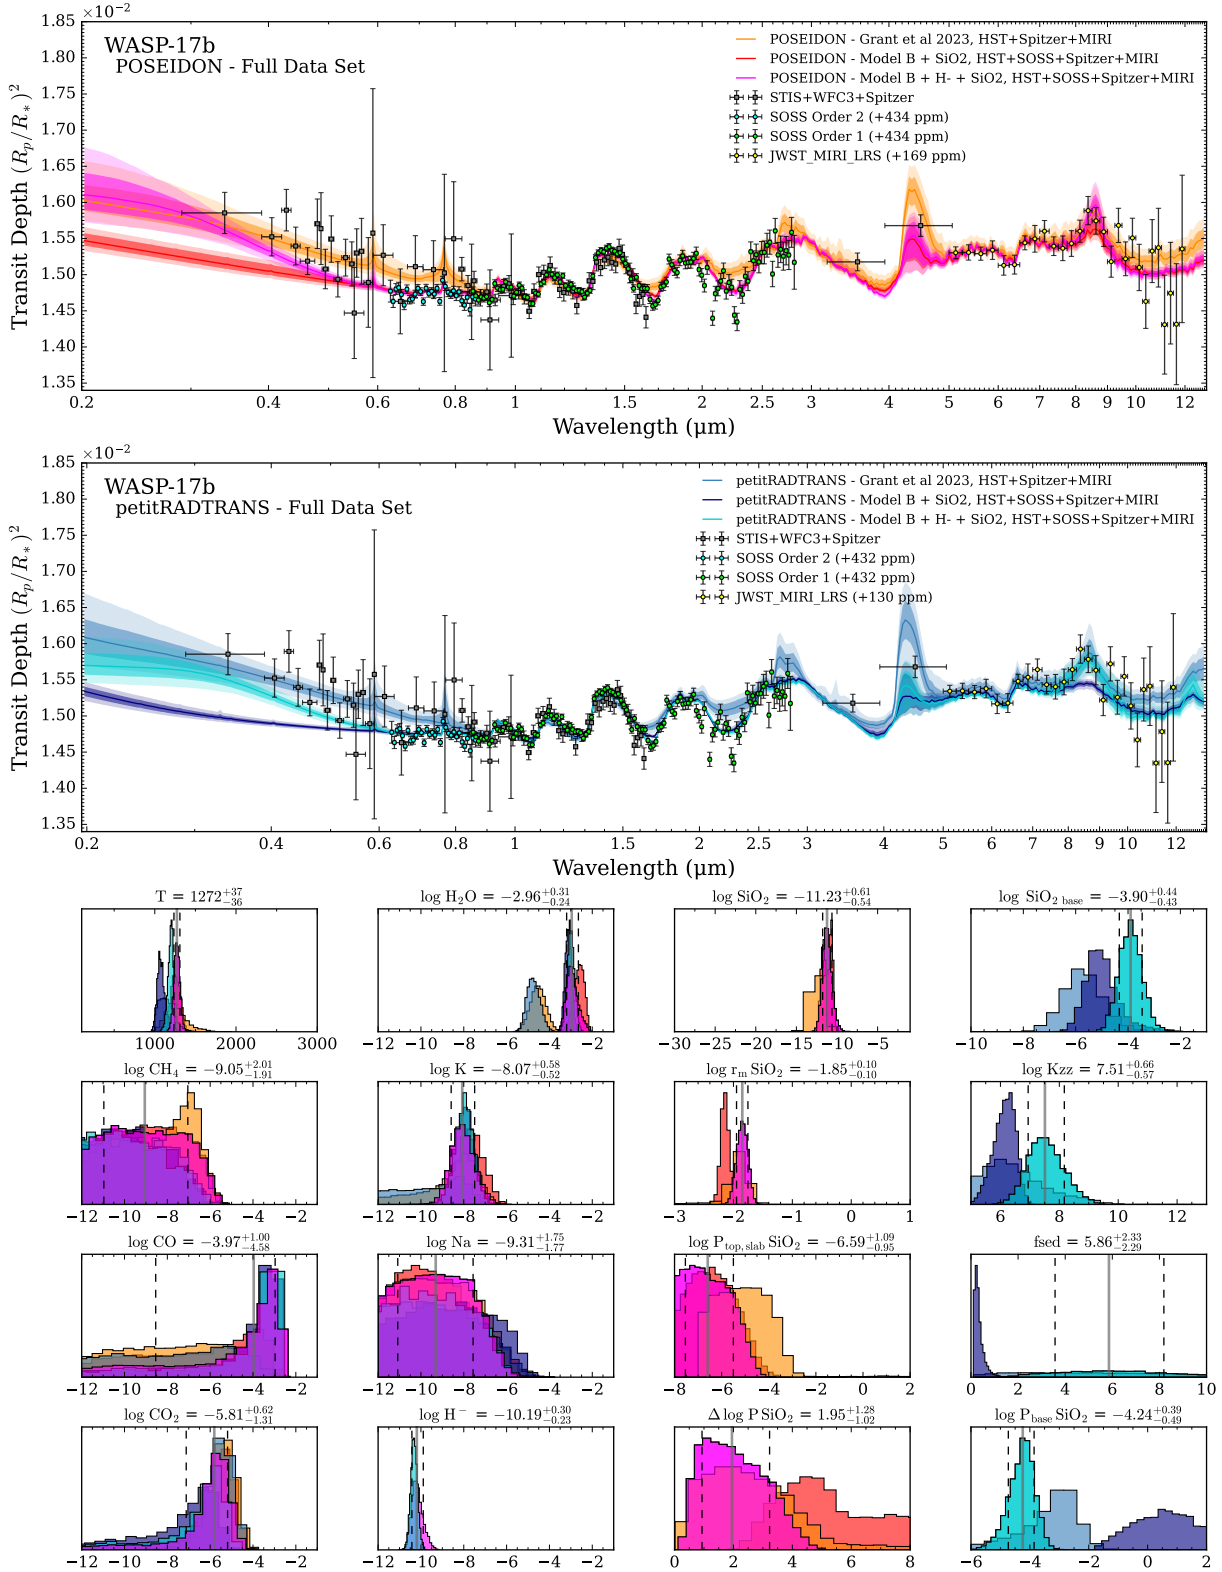 ×10⁻²
WASP-17b
POSEIDON - Full Data Set
POSEIDON - Grant et al 2023, HST+Spitzer+MIRI
POSEIDON - Model B + SiO2, HST+SOSS+Spitzer+MIRI
POSEIDON - Model B + H- + SiO2, HST+SOSS+Spitzer+MIRI
STIS+WFC3+Spitzer
SOSS Order 2 (+434 ppm)
SOSS Order 1 (+434 ppm)
JWST_MIRI_LRS (+169 ppm)
Transit Depth (R_p/R_*)²
1.85
1.80
1.75
1.70
1.65
1.60
1.55
1.50
1.45
1.40
1.35
0.2 0.4 0.6 0.8 1 1.5 2 2.5 3 4 5 6 7 8 9 10 12
Wavelength (μm)
×10⁻²
WASP-17b
petitRADTRANS - Full Data Set
petitRADTRANS - Grant et al 2023, HST+Spitzer+MIRI
petitRADTRANS - Model B + SiO2, HST+SOSS+Spitzer+MIRI
petitRADTRANS - Model B + H- + SiO2, HST+SOSS+Spitzer+MIRI
STIS+WFC3+Spitzer
SOSS Order 2 (+432 ppm)
SOSS Order 1 (+432 ppm)
JWST_MIRI_LRS (+130 ppm)
Transit Depth (R_p/R_*)²
1.85
1.80
1.75
1.70
1.65
1.60
1.55
1.50
1.45
1.40
1.35
0.2 0.4 0.6 0.8 1 1.5 2 2.5 3 4 5 6 7 8 9 10 12
Wavelength (μm)
T = 1272 +37 −36
log H₂O = −2.96 +0.31 −0.24
log SiO₂ = −11.23 +0.61 −0.54
log SiO₂ base = −3.90 +0.44 −0.43
1000 2000 3000
−12 −10 −8 −6 −4 −2
−30 −25 −20 −15 −10 −5
−10 −8 −6 −4 −2
log CH₄ = −9.05 +2.01 −1.91
log K = −8.07 +0.58 −0.52
log r_m SiO₂ = −1.85 +0.10 −0.10
log Kzz = 7.51 +0.66 −0.57
−12 −10 −8 −6 −4 −2
−12 −10 −8 −6 −4 −2
−3 −2 −1 0 1
6 8 10 12
log CO = −3.97 +1.00 −4.58
log Na = −9.31 +1.75 −1.77
log P_top, slab SiO₂ = −6.59 +1.09 −0.95
fsed = 5.86 +2.33 −2.29
−12 −10 −8 −6 −4 −2
−12 −10 −8 −6 −4 −2
−8 −6 −4 −2 0 2
0 2 4 6 8 10
log CO₂ = −5.81 +0.62 −1.31
log H⁻ = −10.19 +0.30 −0.23
Δ log P SiO₂ = 1.95 +1.28 −1.02
log P_base SiO₂ = −4.24 +0.39 −0.49
−12 −10 −8 −6 −4 −2
−12 −10 −8 −6 −4 −2
0 2 4 6 8
−6 −4 −2 0 2